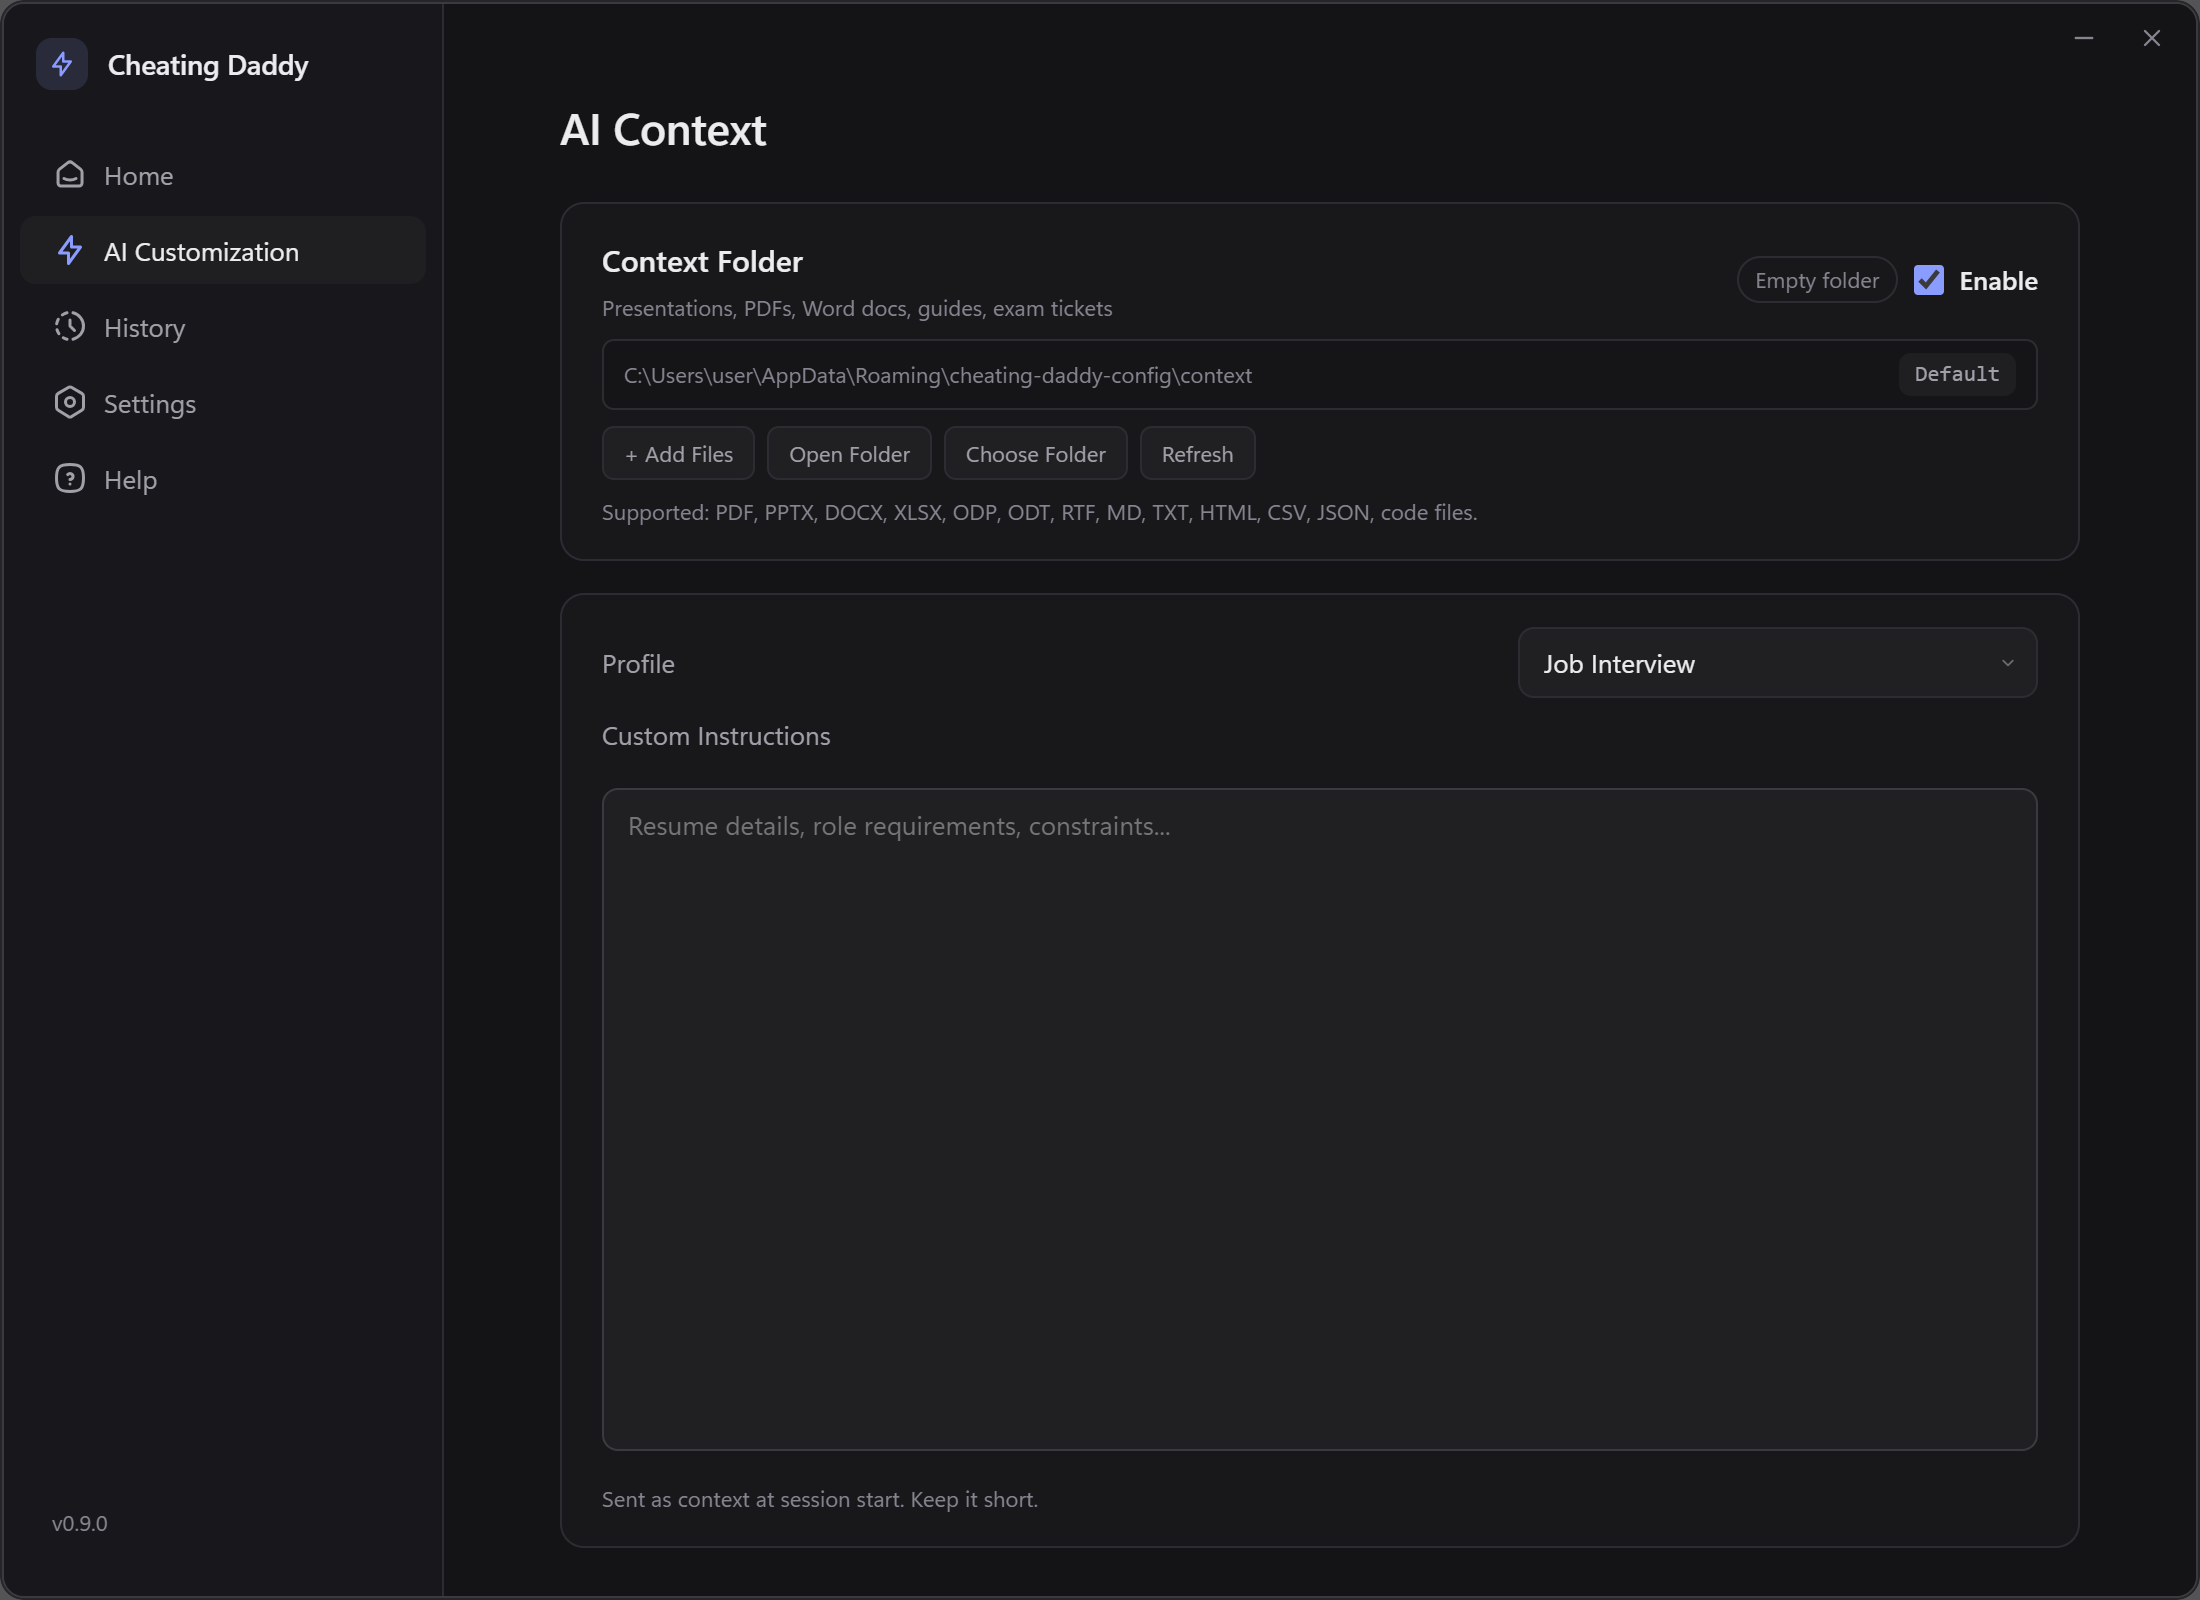 Cheating Daddy
Home
AI Customization
History
Settings
Help
v0.9.0
AI Context
Context Folder
Presentations, PDFs, Word docs, guides, exam tickets
Empty folder
Enable
C:\Users\user\AppData\Roaming\cheating-daddy-config\context
Default
+ Add Files
Open Folder
Choose Folder
Refresh
Supported: PDF, PPTX, DOCX, XLSX, ODP, ODT, RTF, MD, TXT, HTML, CSV, JSON, code files.
Profile
Job Interview
Custom Instructions
Resume details, role requirements, constraints...
Sent as context at session start. Keep it short.